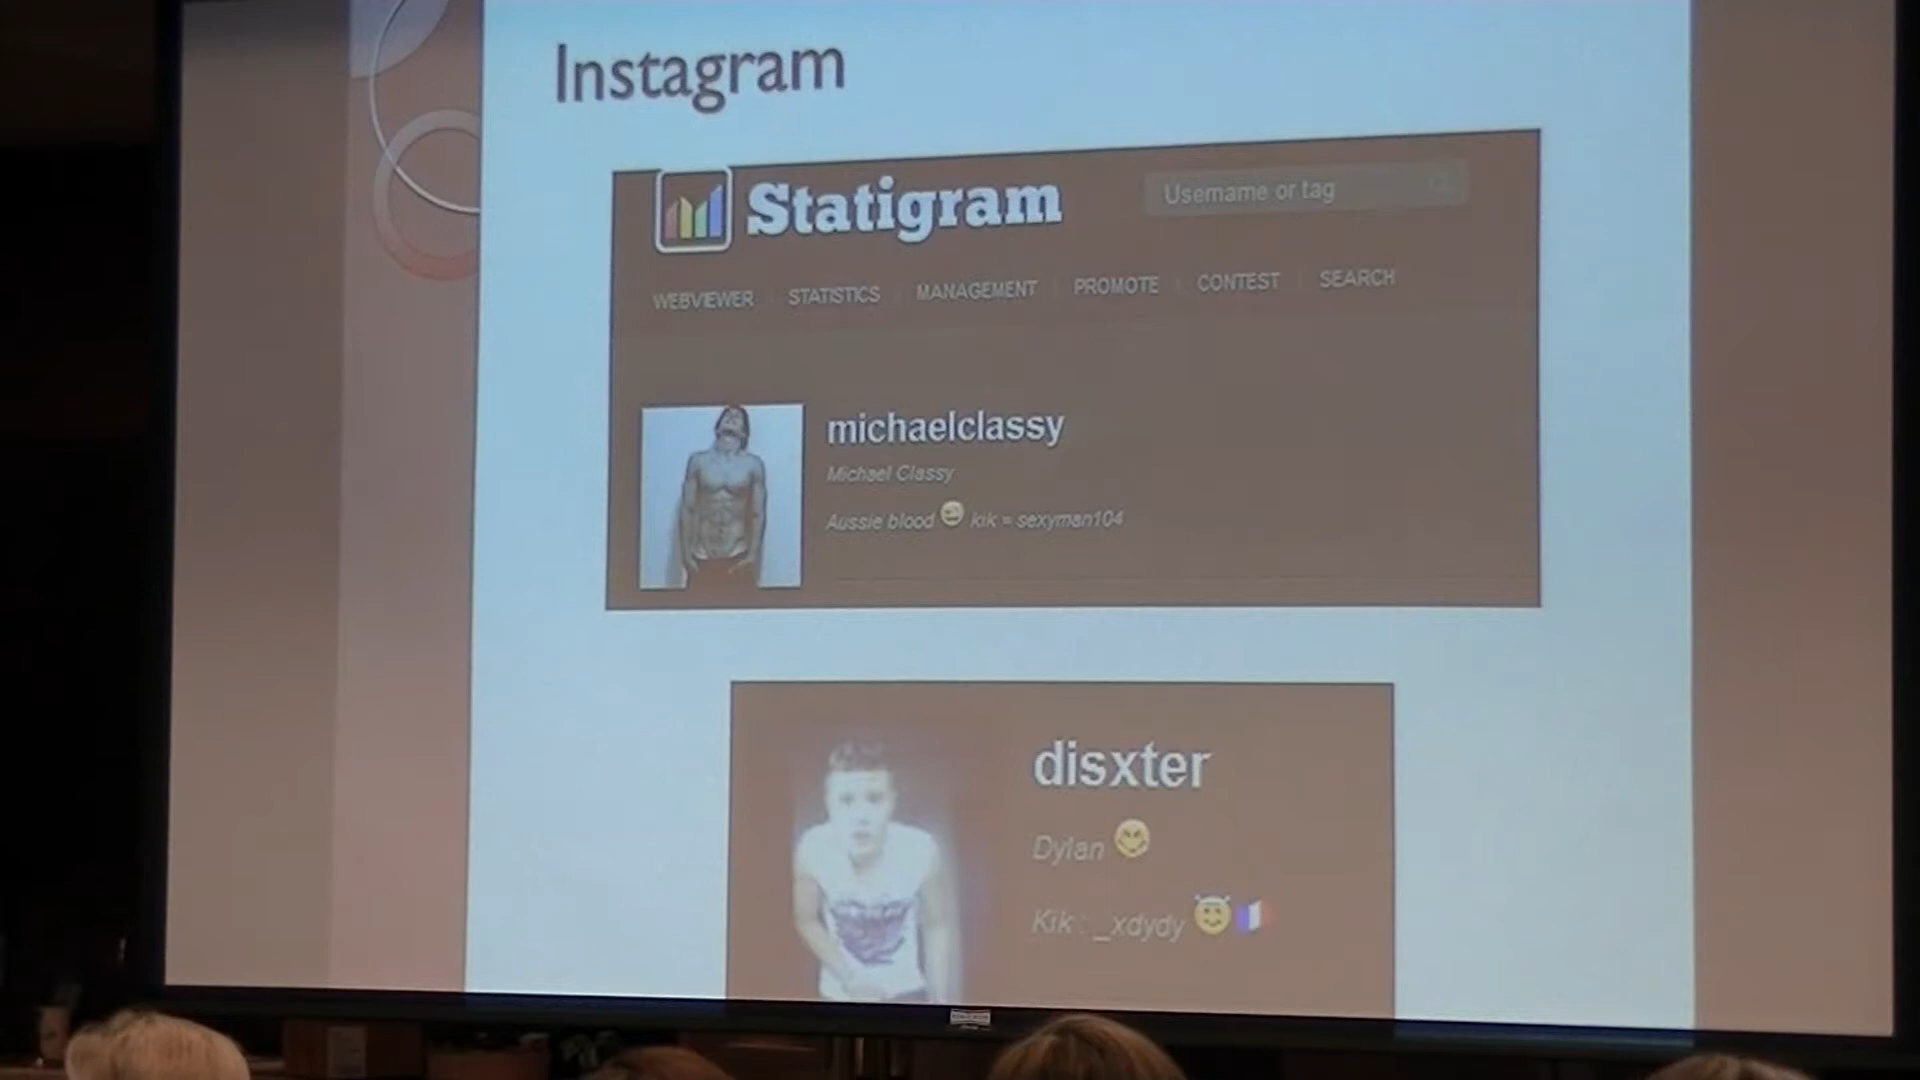 Instagram
Statigram
Username or tag
WEBVIEWER STATISTICS MANAGEMENT PROMOTE CONTEST SEARCH
michaelclassy
Michael Classy
Aussie blood 😉 kik = sexyman104
disxter
Dylan 😋
Kik : _xdydy 😇🇫🇷